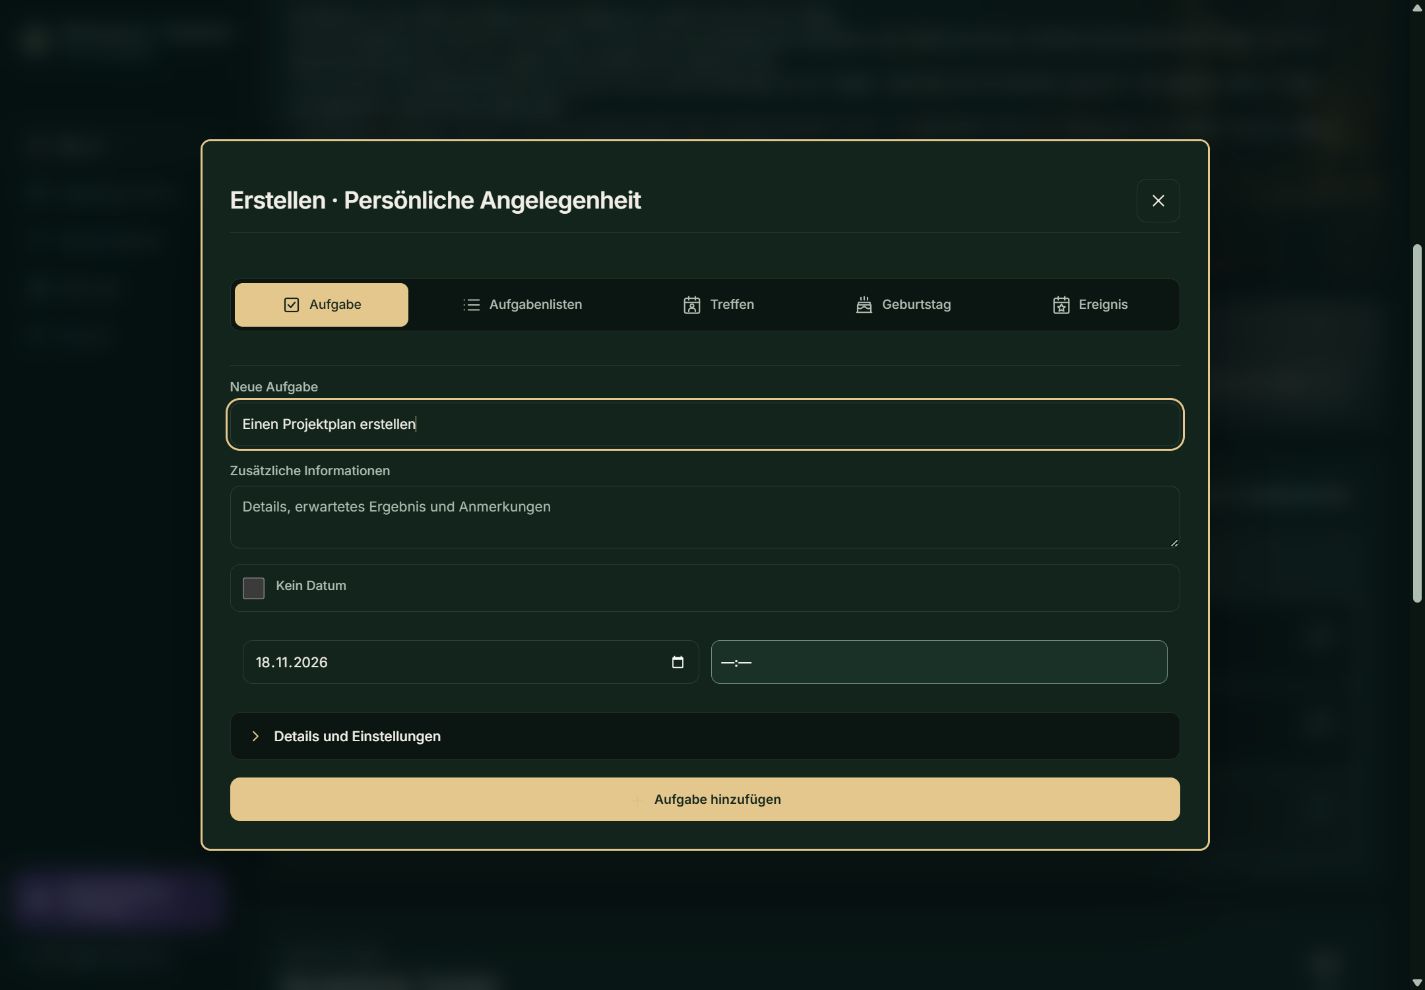 Erstellen · Persönliche Angelegenheit
Aufgabe
Aufgabenlisten
Treffen
Geburtstag
Ereignis
Neue Aufgabe
Einen Projektplan erstellen
Zusätzliche Informationen
Details, erwartetes Ergebnis und Anmerkungen
Kein Datum
18.11.2026
—:—
Details und Einstellungen
Aufgabe hinzufügen